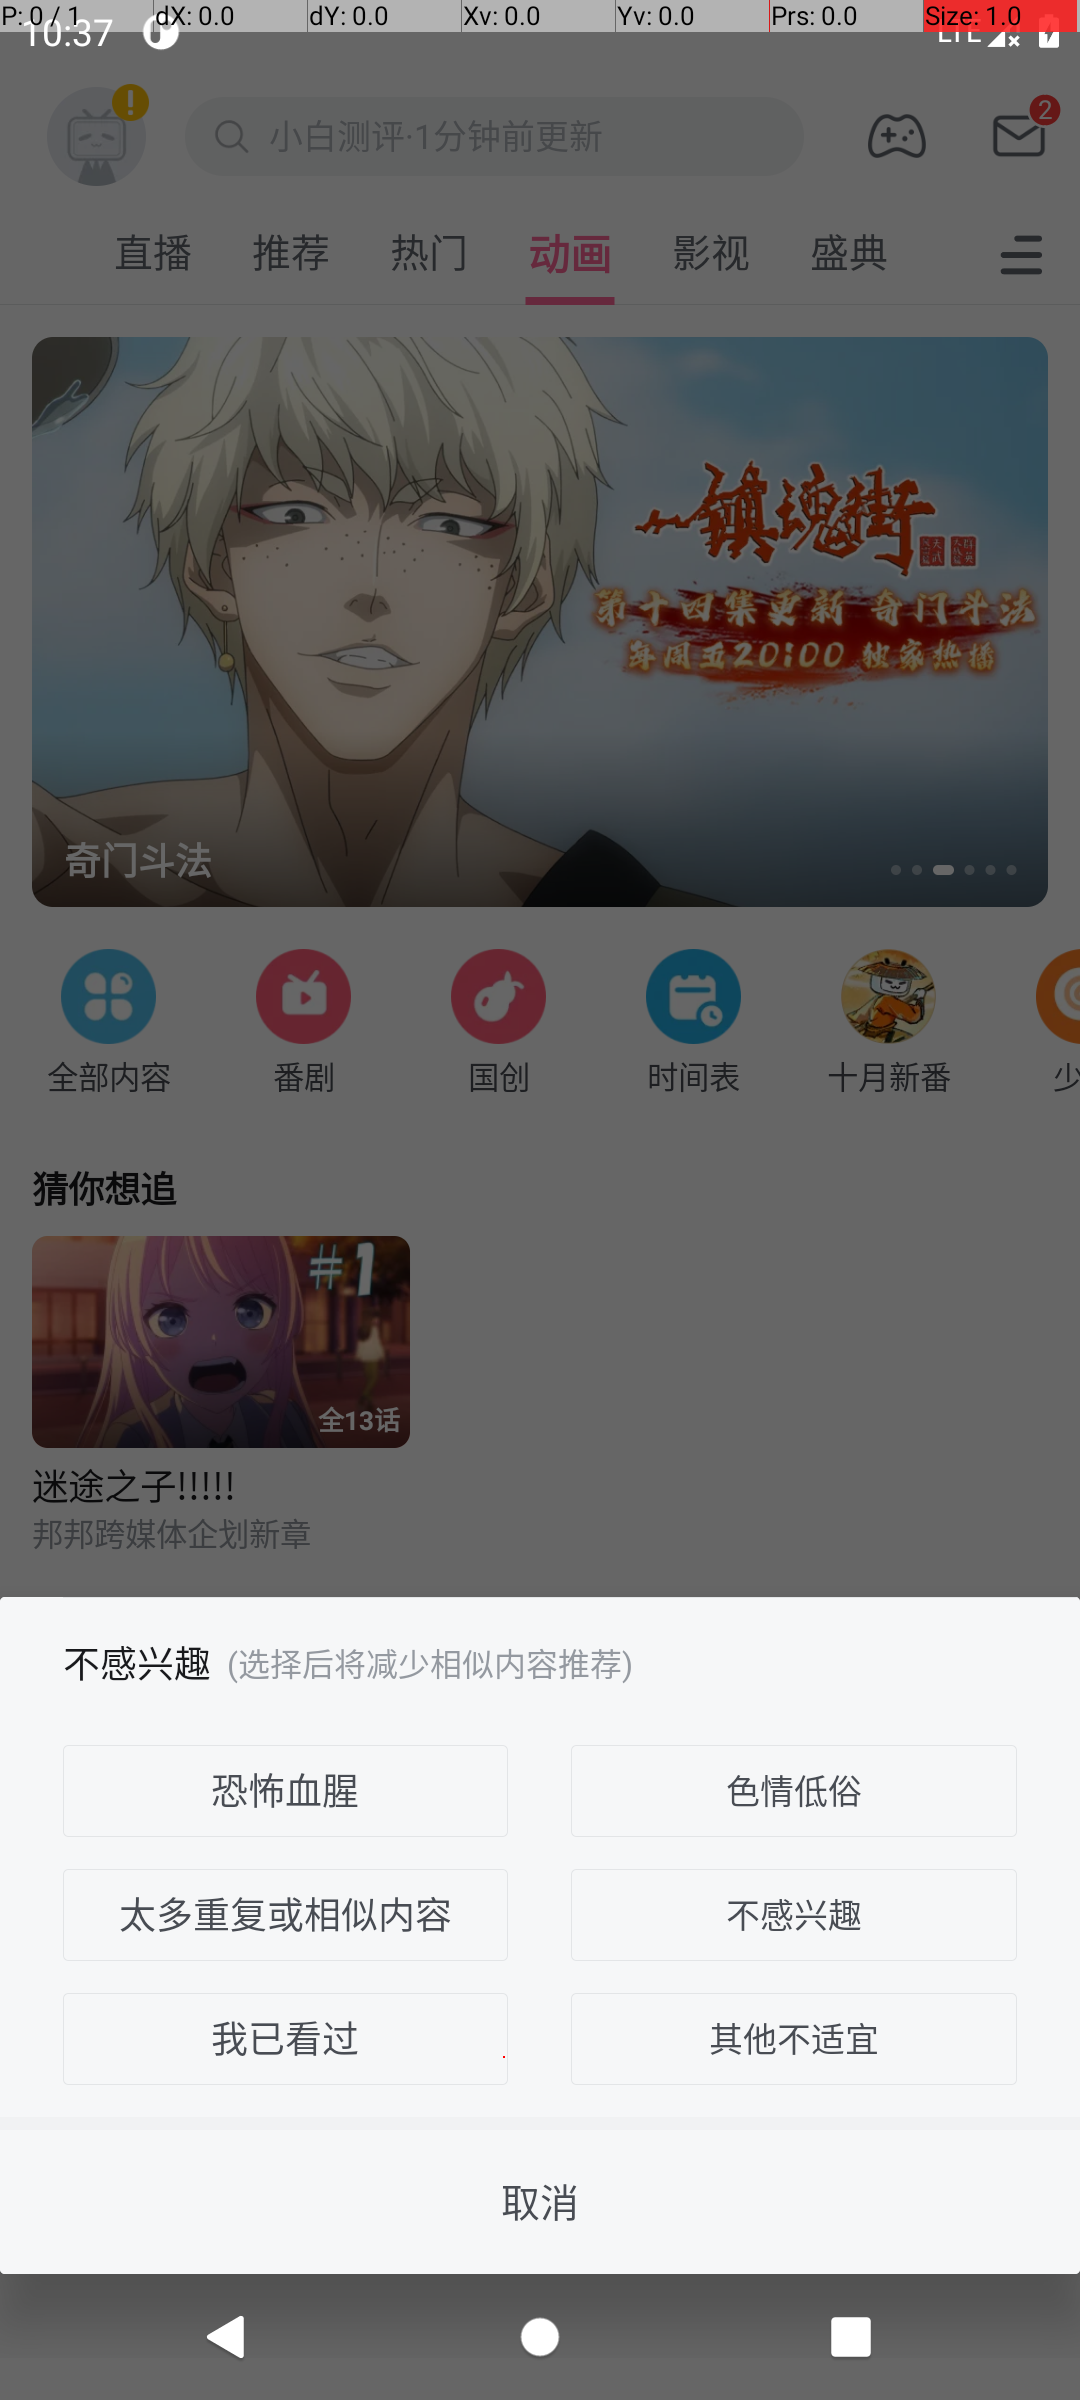 P: 0 / 1 dX: 0.0 dY: 0.0 Xv: 0.0 Yv: 0.0 Prs: 0.0 Size: 1.0
10:37 LTE
小白测评·1分钟前更新 2
直播 推荐 热门 动画 影视 盛典
镇魂街
第十四集更新 奇门斗法
每周五20:00 独家热播
奇门斗法
全部内容 番剧 国创 时间表 十月新番 少
猜你想追
#1
全13话
迷途之子!!!!!
邦邦跨媒体企划新章
不感兴趣 (选择后将减少相似内容推荐)
恐怖血腥 色情低俗
太多重复或相似内容 不感兴趣
我已看过 其他不适宜
取消